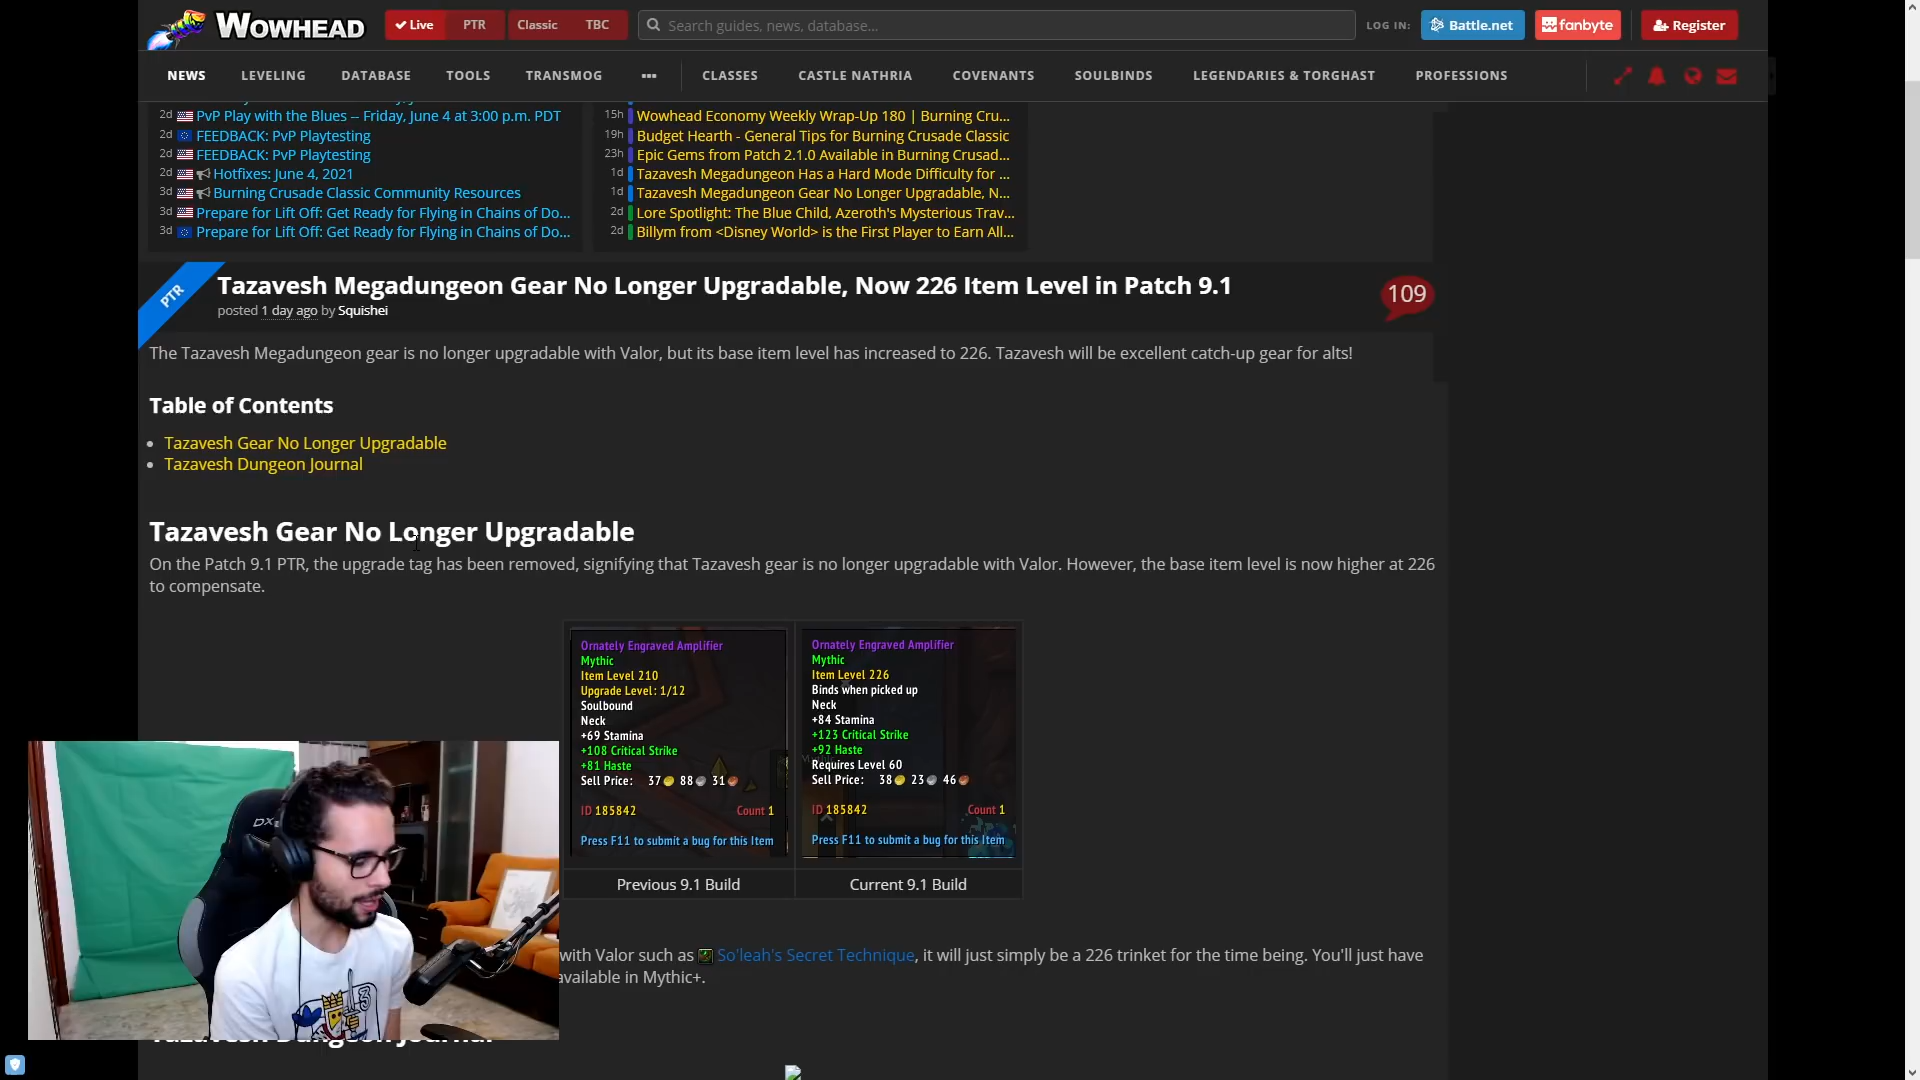 WOWHEAD
Live
PTR
Classic
TBC
Search guides, news, database...
LOG IN:
Battle.net
fanbyte
Register
NEWS
LEVELING
DATABASE
TOOLS
TRANSMOG
•••
CLASSES
CASTLE NATHRIA
COVENANTS
SOULBINDS
LEGENDARIES & TORGHAST
PROFESSIONS
2d PvP Play with the Blues -- Friday, June 4 at 3:00 p.m. PDT
2d FEEDBACK: PvP Playtesting
2d FEEDBACK: PvP Playtesting
2d Hotfixes: June 4, 2021
3d Burning Crusade Classic Community Resources
3d Prepare for Lift Off: Get Ready for Flying in Chains of Do...
3d Prepare for Lift Off: Get Ready for Flying in Chains of Do...
15h Wowhead Economy Weekly Wrap-Up 180 | Burning Cru...
19h Budget Hearth - General Tips for Burning Crusade Classic
23h Epic Gems from Patch 2.1.0 Available in Burning Crusad...
1d Tazavesh Megadungeon Has a Hard Mode Difficulty for ...
1d Tazavesh Megadungeon Gear No Longer Upgradable, N...
2d Lore Spotlight: The Blue Child, Azeroth's Mysterious Trav...
2d Billym from <Disney World> is the First Player to Earn All...
PTR
Tazavesh Megadungeon Gear No Longer Upgradable, Now 226 Item Level in Patch 9.1
posted 1 day ago by Squishei
109
The Tazavesh Megadungeon gear is no longer upgradable with Valor, but its base item level has increased to 226. Tazavesh will be excellent catch-up gear for alts!
Table of Contents
Tazavesh Gear No Longer Upgradable
Tazavesh Dungeon Journal
Tazavesh Gear No Longer Upgradable
On the Patch 9.1 PTR, the upgrade tag has been removed, signifying that Tazavesh gear is no longer upgradable with Valor. However, the base item level is now higher at 226
to compensate.
Ornately Engraved Amplifier
Mythic
Item Level 210
Upgrade Level: 1/12
Soulbound
Neck
+69 Stamina
+108 Critical Strike
+81 Haste
Sell Price: 37 88 31
ID 185842 Count 1
Press F11 to submit a bug for this Item
Previous 9.1 Build
Ornately Engraved Amplifier
Mythic
Item Level 226
Binds when picked up
Neck
+84 Stamina
+123 Critical Strike
+92 Haste
Requires Level 60
Sell Price: 38 23 46
ID 185842 Count 1
Press F11 to submit a bug for this Item
Current 9.1 Build
with Valor such as So'leah's Secret Technique, it will just simply be a 226 trinket for the time being. You'll just have
available in Mythic+.
Tazavesh Dungeon Journal